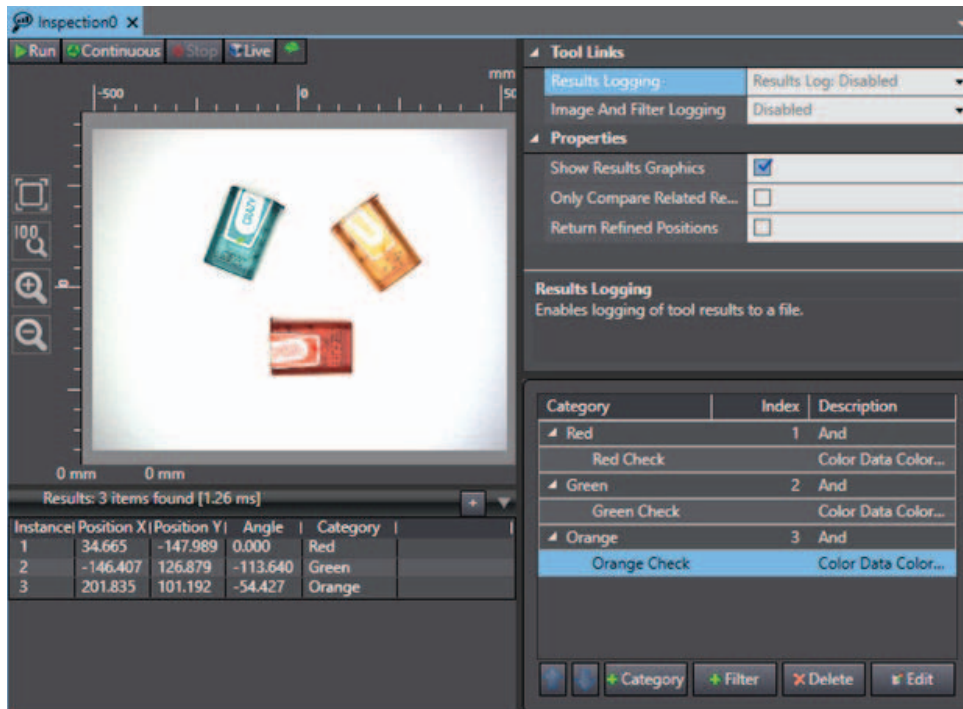 Inspection0
Run Continuous Stop Live
mm
-500 0 50
CRAZY
100
0
0 mm 0 mm
Results: 3 items found [1.26 ms]
Instance Position X Position Y Angle Category
1 34.665 -147.989 0.000 Red
2 -146.407 126.879 -113.640 Green
3 201.835 101.192 -54.427 Orange
Tool Links
Results Logging Results Log: Disabled
Image And Filter Logging Disabled
Properties
Show Results Graphics
Only Compare Related Re...
Return Refined Positions
Results Logging
Enables logging of tool results to a file.
Category Index Description
Red 1 And
Red Check Color Data Color...
Green 2 And
Green Check Color Data Color...
Orange 3 And
Orange Check Color Data Color...
+ Category + Filter Delete Edit